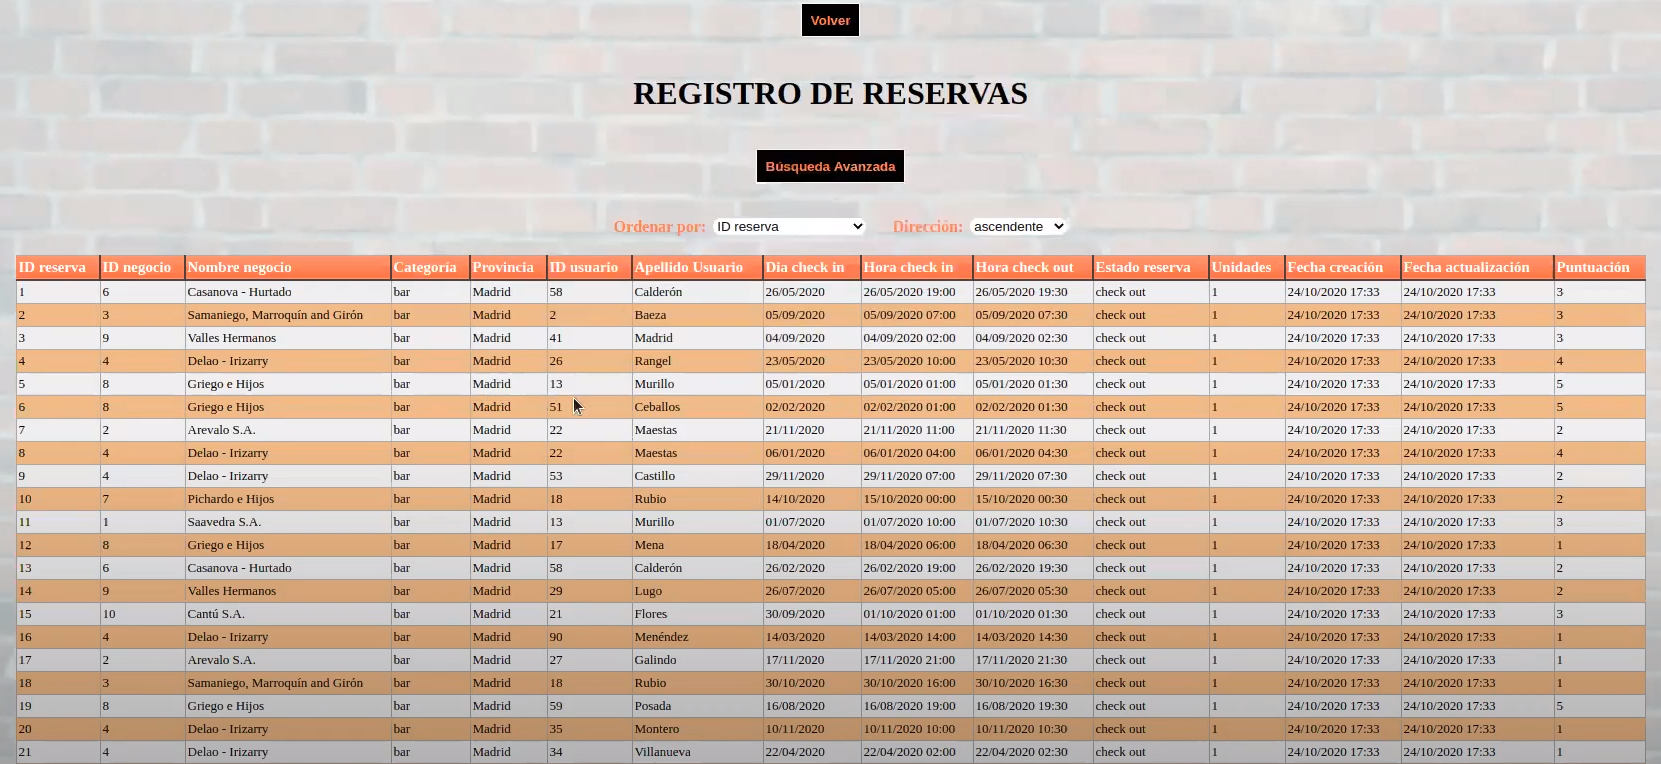 Volver
REGISTRO DE RESERVAS
Búsqueda Avanzada
Ordenar por: ID reserva Dirección: ascendente
ID reserva ID negocio Nombre negocio Categoría Provincia ID usuario Apellido Usuario Día check in Hora check in Hora check out Estado reserva Unidades Fecha creación Fecha actualización Puntuación
1 6 Casanova - Hurtado bar Madrid 58 Calderón 26/05/2020 26/05/2020 19:00 26/05/2020 19:30 check out 1 24/10/2020 17:33 24/10/2020 17:33 3
2 3 Samaniego, Marroquín and Girón bar Madrid 2 Baeza 05/09/2020 05/09/2020 07:00 05/09/2020 07:30 check out 1 24/10/2020 17:33 24/10/2020 17:33 3
3 9 Valles Hermanos bar Madrid 41 Madrid 04/09/2020 04/09/2020 02:00 04/09/2020 02:30 check out 1 24/10/2020 17:33 24/10/2020 17:33 3
4 4 Delao - Irizarry bar Madrid 26 Rangel 23/05/2020 23/05/2020 10:00 23/05/2020 10:30 check out 1 24/10/2020 17:33 24/10/2020 17:33 4
5 8 Griego e Hijos bar Madrid 13 Murillo 05/01/2020 05/01/2020 01:00 05/01/2020 01:30 check out 1 24/10/2020 17:33 24/10/2020 17:33 5
6 8 Griego e Hijos bar Madrid 51 Ceballos 02/02/2020 02/02/2020 01:00 02/02/2020 01:30 check out 1 24/10/2020 17:33 24/10/2020 17:33 5
7 2 Arevalo S.A. bar Madrid 22 Maestas 21/11/2020 21/11/2020 11:00 21/11/2020 11:30 check out 1 24/10/2020 17:33 24/10/2020 17:33 2
8 4 Delao - Irizarry bar Madrid 22 Maestas 06/01/2020 06/01/2020 04:00 06/01/2020 04:30 check out 1 24/10/2020 17:33 24/10/2020 17:33 4
9 4 Delao - Irizarry bar Madrid 53 Castillo 29/11/2020 29/11/2020 07:00 29/11/2020 07:30 check out 1 24/10/2020 17:33 24/10/2020 17:33 2
10 7 Pichardo e Hijos bar Madrid 18 Rubio 14/10/2020 15/10/2020 00:00 15/10/2020 00:30 check out 1 24/10/2020 17:33 24/10/2020 17:33 2
11 1 Saavedra S.A. bar Madrid 13 Murillo 01/07/2020 01/07/2020 10:00 01/07/2020 10:30 check out 1 24/10/2020 17:33 24/10/2020 17:33 3
12 8 Griego e Hijos bar Madrid 17 Mena 18/04/2020 18/04/2020 06:00 18/04/2020 06:30 check out 1 24/10/2020 17:33 24/10/2020 17:33 1
13 6 Casanova - Hurtado bar Madrid 58 Calderón 26/02/2020 26/02/2020 19:00 26/02/2020 19:30 check out 1 24/10/2020 17:33 24/10/2020 17:33 2
14 9 Valles Hermanos bar Madrid 29 Lugo 26/07/2020 26/07/2020 05:00 26/07/2020 05:30 check out 1 24/10/2020 17:33 24/10/2020 17:33 2
15 10 Cantú S.A. bar Madrid 21 Flores 30/09/2020 01/10/2020 01:00 01/10/2020 01:30 check out 1 24/10/2020 17:33 24/10/2020 17:33 3
16 4 Delao - Irizarry bar Madrid 90 Menéndez 14/03/2020 14/03/2020 14:00 14/03/2020 14:30 check out 1 24/10/2020 17:33 24/10/2020 17:33 1
17 2 Arevalo S.A. bar Madrid 27 Galindo 17/11/2020 17/11/2020 21:00 17/11/2020 21:30 check out 1 24/10/2020 17:33 24/10/2020 17:33 1
18 3 Samaniego, Marroquín and Girón bar Madrid 18 Rubio 30/10/2020 30/10/2020 16:00 30/10/2020 16:30 check out 1 24/10/2020 17:33 24/10/2020 17:33 1
19 8 Griego e Hijos bar Madrid 59 Posada 16/08/2020 16/08/2020 19:00 16/08/2020 19:30 check out 1 24/10/2020 17:33 24/10/2020 17:33 5
20 4 Delao - Irizarry bar Madrid 35 Montero 10/11/2020 10/11/2020 10:00 10/11/2020 10:30 check out 1 24/10/2020 17:33 24/10/2020 17:33 1
21 4 Delao - Irizarry bar Madrid 34 Villanueva 22/04/2020 22/04/2020 02:00 22/04/2020 02:30 check out 1 24/10/2020 17:33 24/10/2020 17:33 1